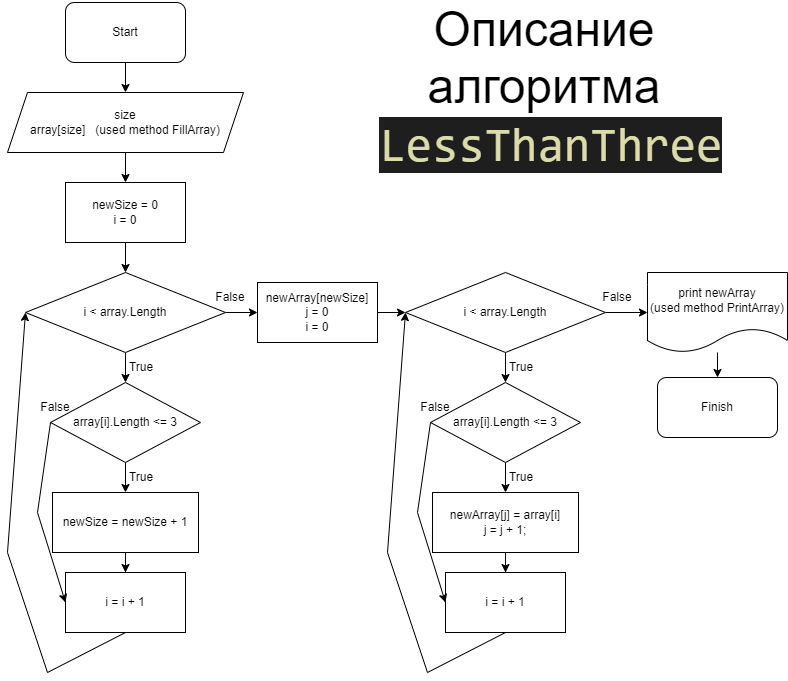 Описание
алгоритма
LessThanThree
Start
size
array[size] (used method FillArray)
newSize = 0
i = 0
i < array.Length
False
True
array[i].Length <= 3
False
True
newSize = newSize + 1
i = i + 1
newArray[newSize]
j = 0
i = 0
i < array.Length
False
True
array[i].Length <= 3
False
True
newArray[j] = array[i]
j = j + 1;
i = i + 1
print newArray
(used method PrintArray)
Finish